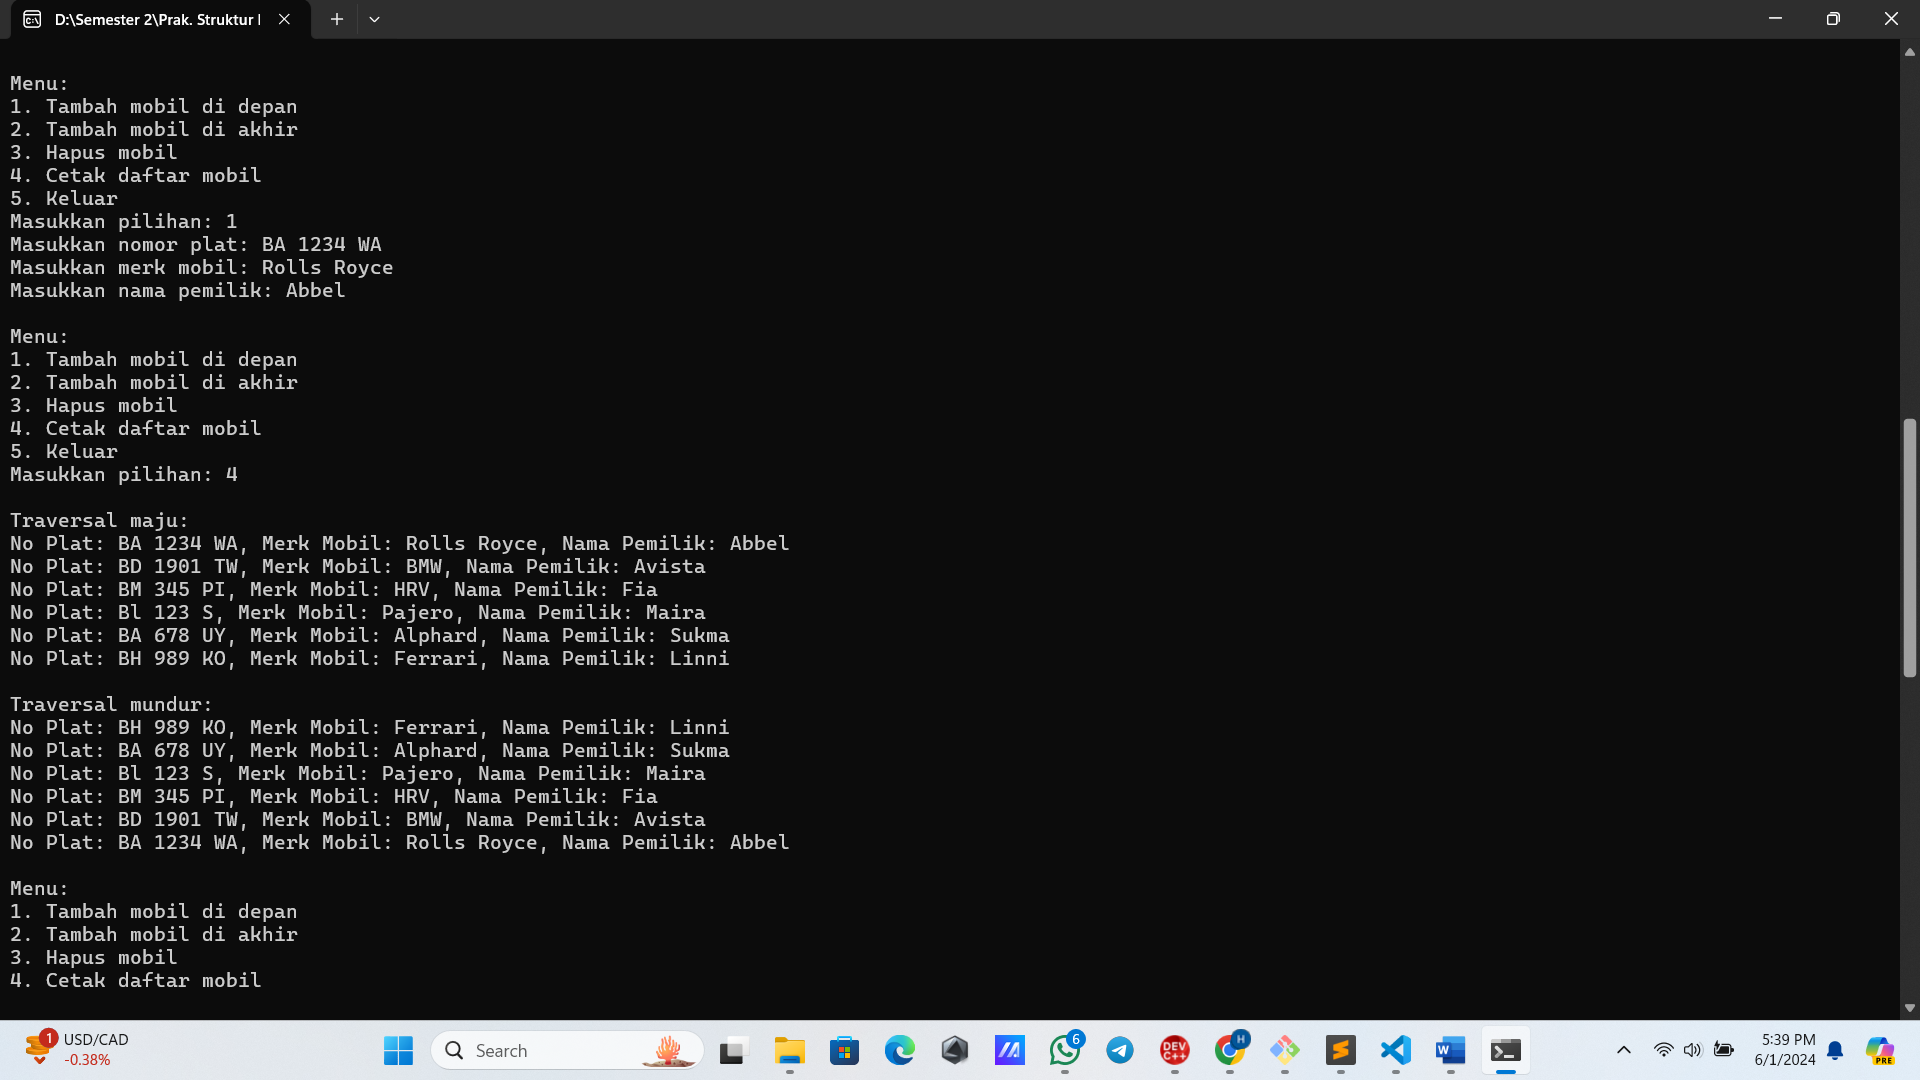 D:\Semester 2\Prak. Struktur I
Menu:
1. Tambah mobil di depan
2. Tambah mobil di akhir
3. Hapus mobil
4. Cetak daftar mobil
5. Keluar
Masukkan pilihan: 1
Masukkan nomor plat: BA 1234 WA
Masukkan merk mobil: Rolls Royce
Masukkan nama pemilik: Abbel
Menu:
1. Tambah mobil di depan
2. Tambah mobil di akhir
3. Hapus mobil
4. Cetak daftar mobil
5. Keluar
Masukkan pilihan: 4
Traversal maju:
No Plat: BA 1234 WA, Merk Mobil: Rolls Royce, Nama Pemilik: Abbel
No Plat: BD 1901 TW, Merk Mobil: BMW, Nama Pemilik: Avista
No Plat: BM 345 PI, Merk Mobil: HRV, Nama Pemilik: Fia
No Plat: Bl 123 S, Merk Mobil: Pajero, Nama Pemilik: Maira
No Plat: BA 678 UY, Merk Mobil: Alphard, Nama Pemilik: Sukma
No Plat: BH 989 KO, Merk Mobil: Ferrari, Nama Pemilik: Linni
Traversal mundur:
No Plat: BH 989 KO, Merk Mobil: Ferrari, Nama Pemilik: Linni
No Plat: BA 678 UY, Merk Mobil: Alphard, Nama Pemilik: Sukma
No Plat: Bl 123 S, Merk Mobil: Pajero, Nama Pemilik: Maira
No Plat: BM 345 PI, Merk Mobil: HRV, Nama Pemilik: Fia
No Plat: BD 1901 TW, Merk Mobil: BMW, Nama Pemilik: Avista
No Plat: BA 1234 WA, Merk Mobil: Rolls Royce, Nama Pemilik: Abbel
Menu:
1. Tambah mobil di depan
2. Tambah mobil di akhir
3. Hapus mobil
4. Cetak daftar mobil
1
USD/CAD
-0.38%
Search
6
DEV C++
H
W
5:39 PM
6/1/2024
PRE